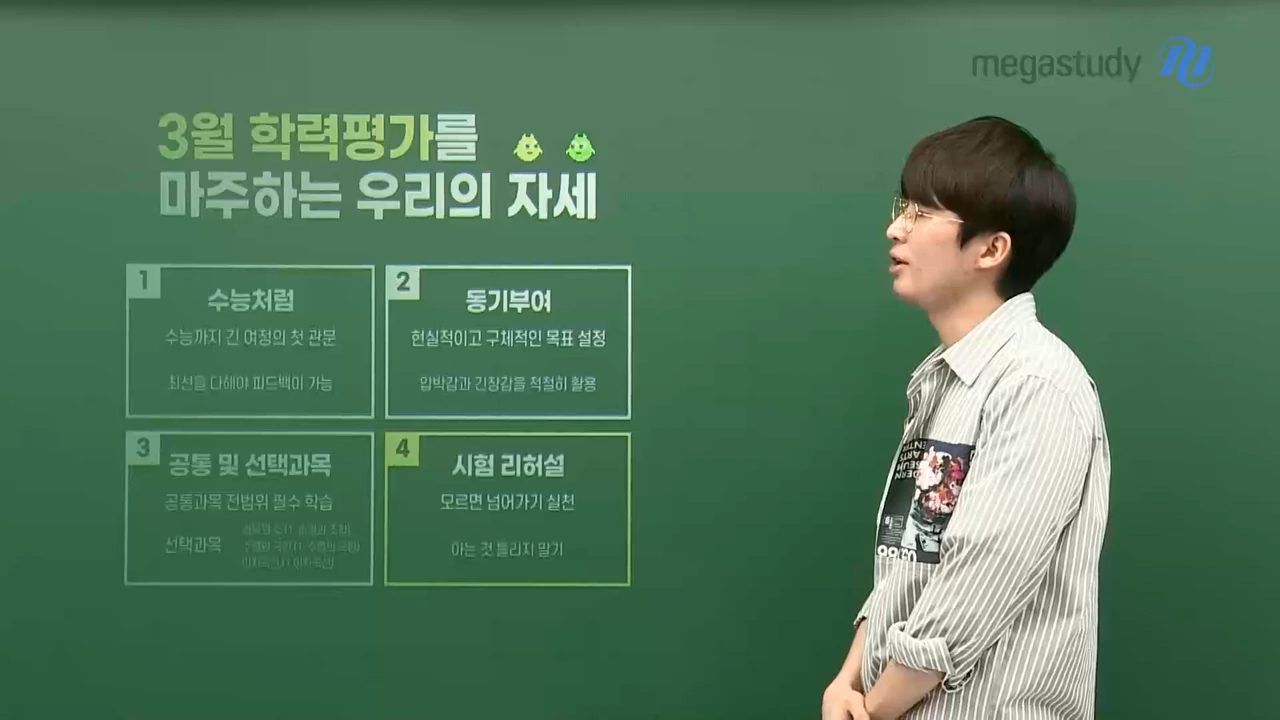 megastudy
3월 학력평가를
마주하는 우리의 자세
1
수능처럼
수능까지 긴 여정의 첫 관문
최선을 다해야 피드백이 가능
2
동기부여
현실적이고 구체적인 목표 설정
압박감과 긴장감을 적절히 활용
3
공통 및 선택과목
공통과목 전범위 필수 학습
선택과목
4
시험 리허설
모르면 넘어가기 실천
아는 것 틀리지 말기